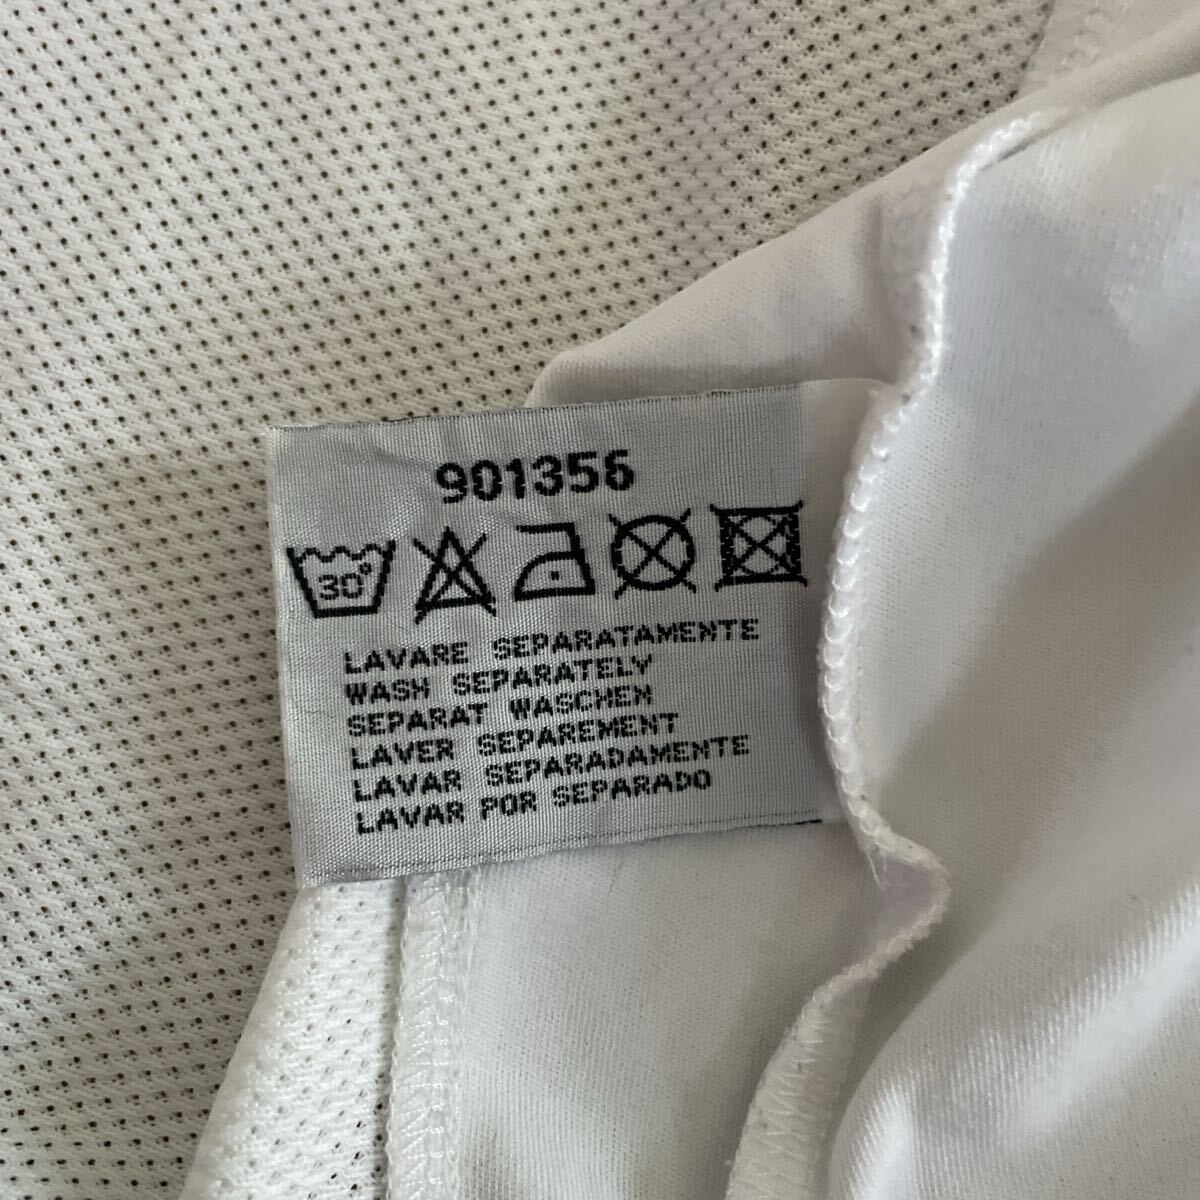 901356
30°
LAVARE SEPARATAMENTE
WASH SEPARATELY
SEPARAT WASCHEN
LAVER SEPAREMENT
LAVAR SEPARADAMENTE
LAVAR POR SEPARADO